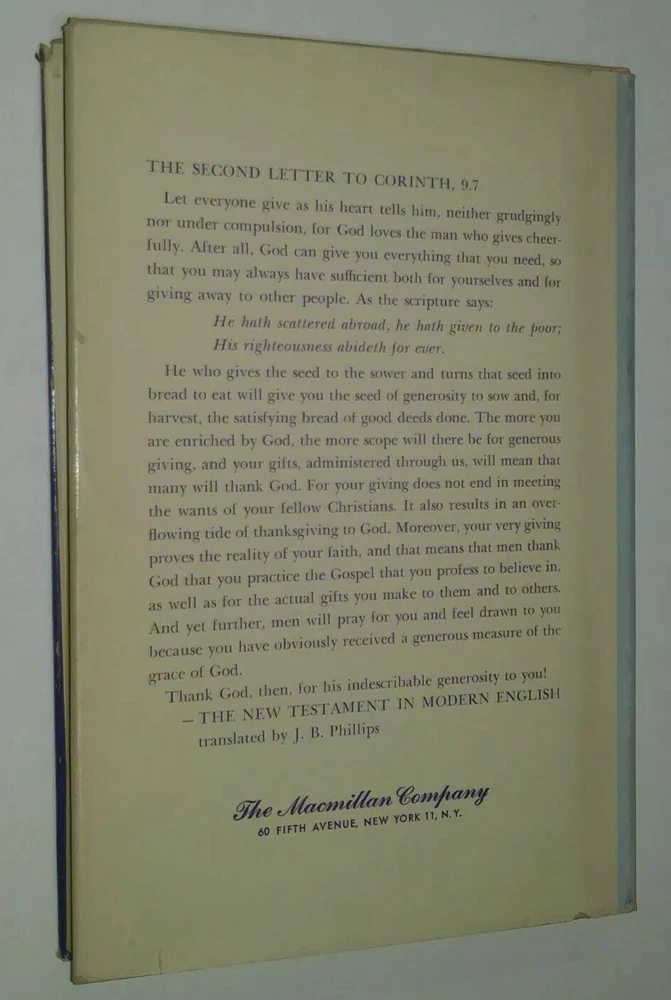 THE SECOND LETTER TO CORINTH, 9.7
Let everyone give as his heart tells him, neither grudgingly
nor under compulsion, for God loves the man who gives cheer-
fully. After all, God can give you everything that you need, so
that you may always have sufficient both for yourselves and for
giving away to other people. As the scripture says:
He hath scattered abroad, he hath given to the poor;
His righteousness abideth for ever.
He who gives the seed to the sower and turns that seed into
bread to eat will give you the seed of generosity to sow and, for
harvest, the satisfying bread of good deeds done. The more you
are enriched by God, the more scope will there be for generous
giving, and your gifts, administered through us, will mean that
many will thank God. For your giving does not end in meeting
the wants of your fellow Christians. It also results in an over-
flowing tide of thanksgiving to God. Moreover, your very giving
proves the reality of your faith, and that means that men thank
God that you practice the Gospel that you profess to believe in,
as well as for the actual gifts you make to them and to others.
And yet further, men will pray for you and feel drawn to you
because you have obviously received a generous measure of the
grace of God.
Thank God, then, for his indescribable generosity to you!
— THE NEW TESTAMENT IN MODERN ENGLISH
translated by J. B. Phillips
The Macmillan Company
60 FIFTH AVENUE, NEW YORK 11, N.Y.